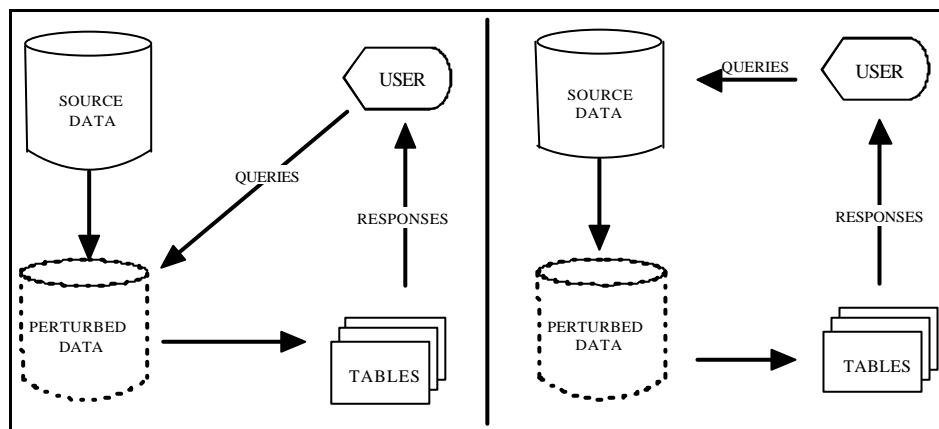 USER
SOURCE
DATA
QUERIES
RESPONSES
PERTURBED
DATA
TABLES
QUERIES
USER
SOURCE
DATA
RESPONSES
PERTURBED
DATA
TABLES